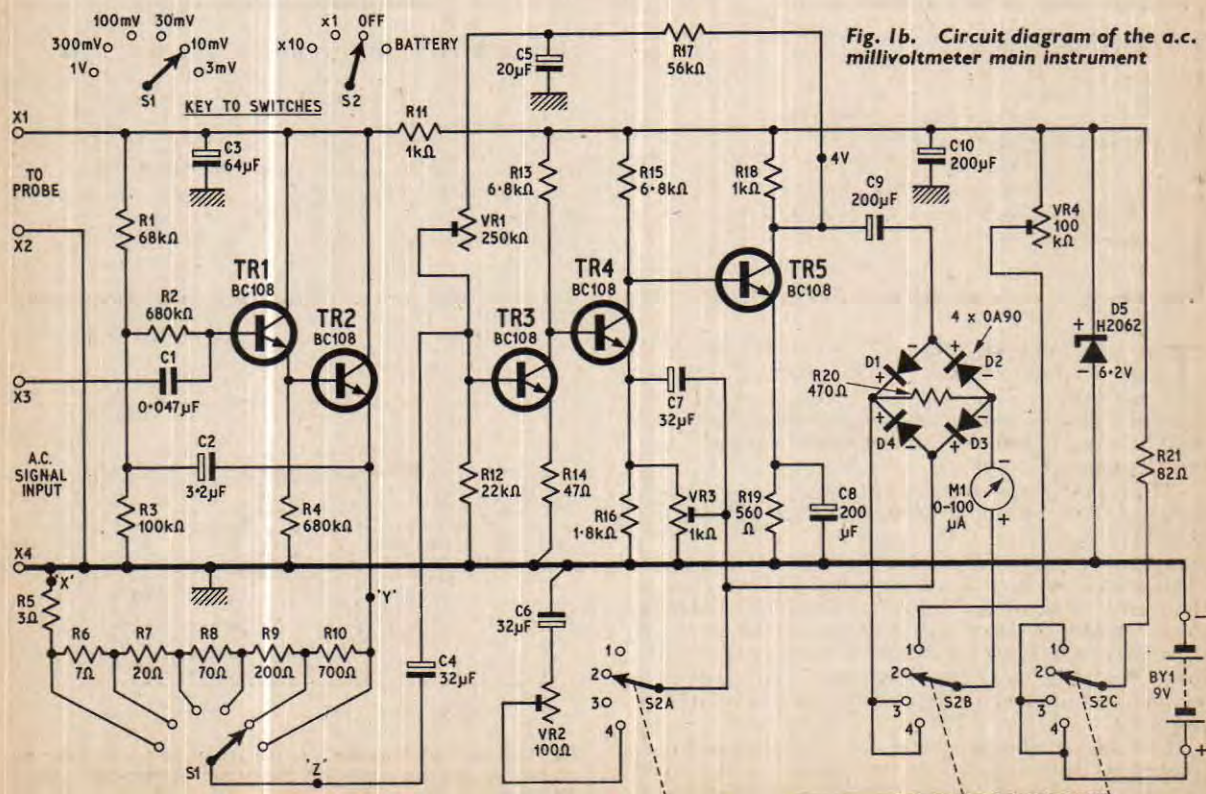 Fig. 1b. Circuit diagram of the a.c.
millivoltmeter main instrument
100mV
30mV
300mV
10mV
1V
3mV
S1
x1
OFF
x10
BATTERY
S2
KEY TO SWITCHES
C5
20μF
R17
56kΩ
X1
TO
PROBE
X2
X3
A.C.
SIGNAL
INPUT
X4
C3
64μF
R11
1kΩ
R13
6·8kΩ
R15
6·8kΩ
R18
1kΩ
4V
C9
200μF
C10
200μF
R1
68kΩ
VR1
250kΩ
VR4
100
kΩ
R2
680kΩ
C1
0·047μF
TR1
BC108
TR2
BC108
TR3
BC108
TR4
BC108
TR5
BC108
4 x 0A90
D5
H2062
+
6·2V
−
D1
−
+
D2
+
−
R20
470Ω
D4
+
−
D3
−
+
C7
32μF
C2
3·2μF
R3
100kΩ
R4
680kΩ
R12
22kΩ
R14
47Ω
R16
1·8kΩ
VR3
1kΩ
R19
560
Ω
C8
200
μF
−
M1
0-100
μA
+
R21
82Ω
'X'
R5
3Ω
R6
7Ω
R7
20Ω
R8
70Ω
R9
200Ω
R10
700Ω
'Y'
S1
'Z'
C4
32μF
C6
32μF
VR2
100Ω
1
2
3
4
S2A
1
2
3
4
S2B
1
2
3
4
S2C
−
BY1
9V
+